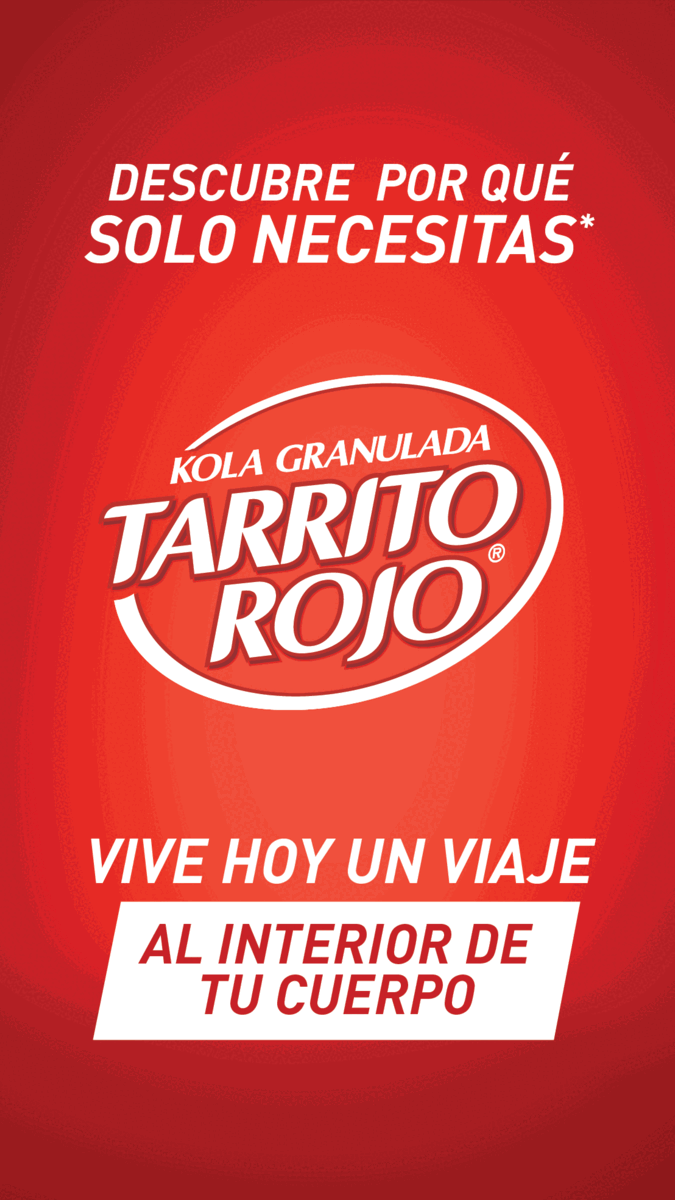 DESCUBRE POR QUÉ
SOLO NECESITAS*
KOLA GRANULADA
TARRITO
ROJO®
VIVE HOY UN VIAJE
AL INTERIOR DE
TU CUERPO